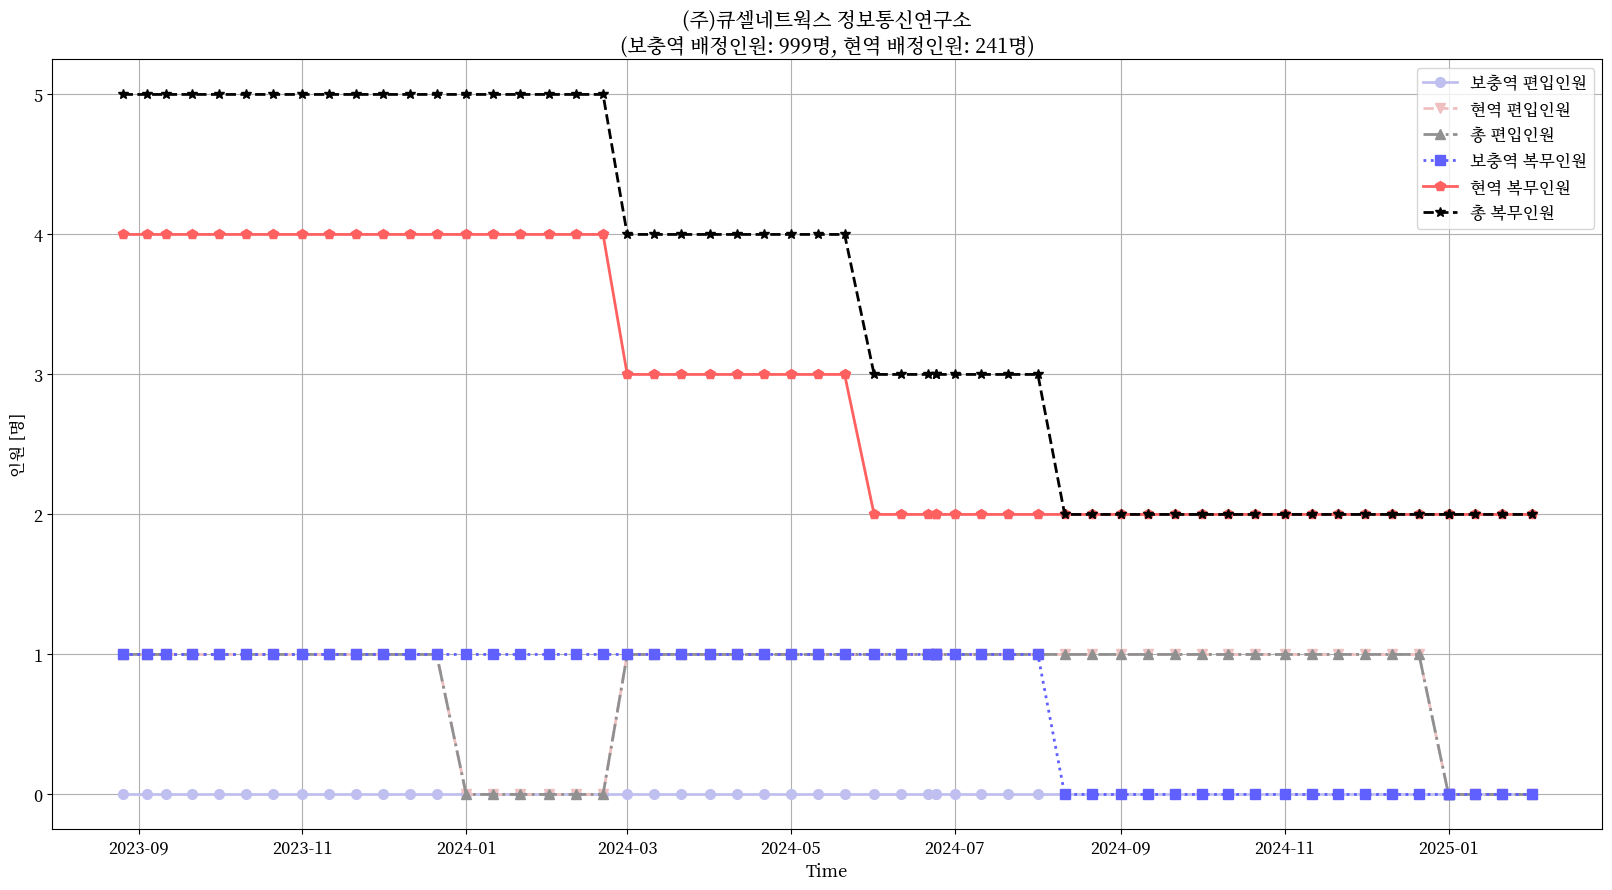 (주)큐셀네트웍스 정보통신연구소
(보충역 배정인원: 999명, 현역 배정인원: 241명)
보충역 편입인원
현역 편입인원
총 편입인원
보충역 복무인원
현역 복무인원
총 복무인원
인원 [명]
5
4
3
2
1
0
2023-09
2023-11
2024-01
2024-03
2024-05
2024-07
2024-09
2024-11
2025-01
Time